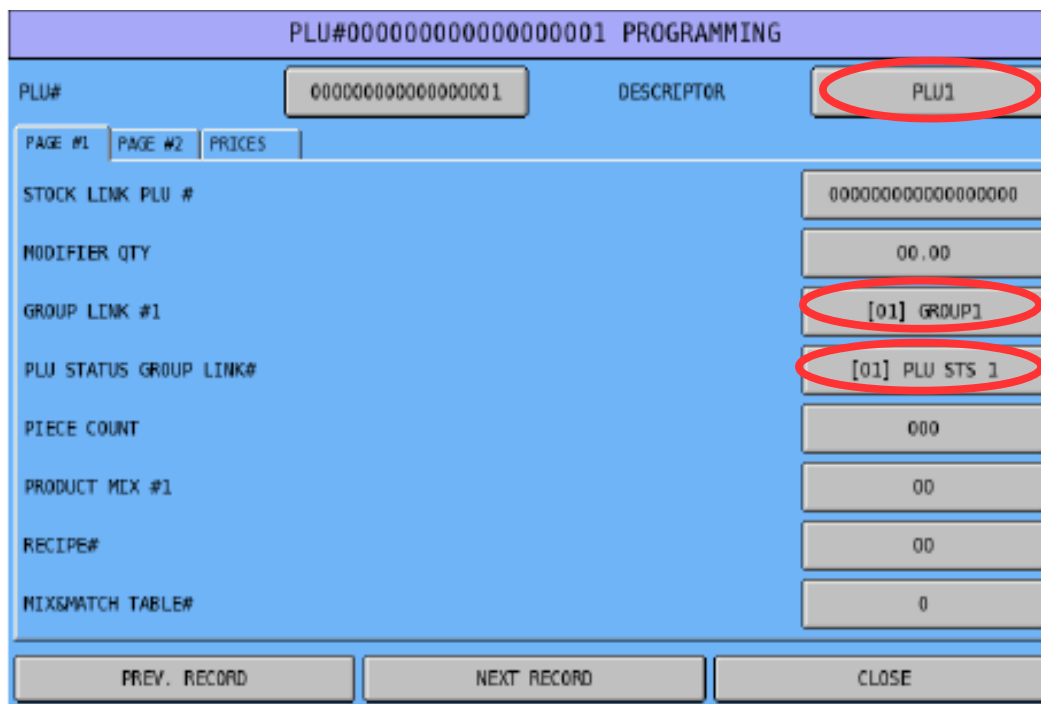 PLU#000000000000000001 PROGRAMMING
PLU# 000000000000000001 DESCRIPTOR PLU1
PAGE #1 PAGE #2 PRICES
STOCK LINK PLU # 000000000000000000
MODIFIER QTY 00.00
GROUP LINK #1 [01] GROUP1
PLU STATUS GROUP LINK# [01] PLU STS 1
PIECE COUNT 000
PRODUCT MIX #1 00
RECIPE# 00
MIX&MATCH TABLE# 0
PREV. RECORD NEXT RECORD CLOSE